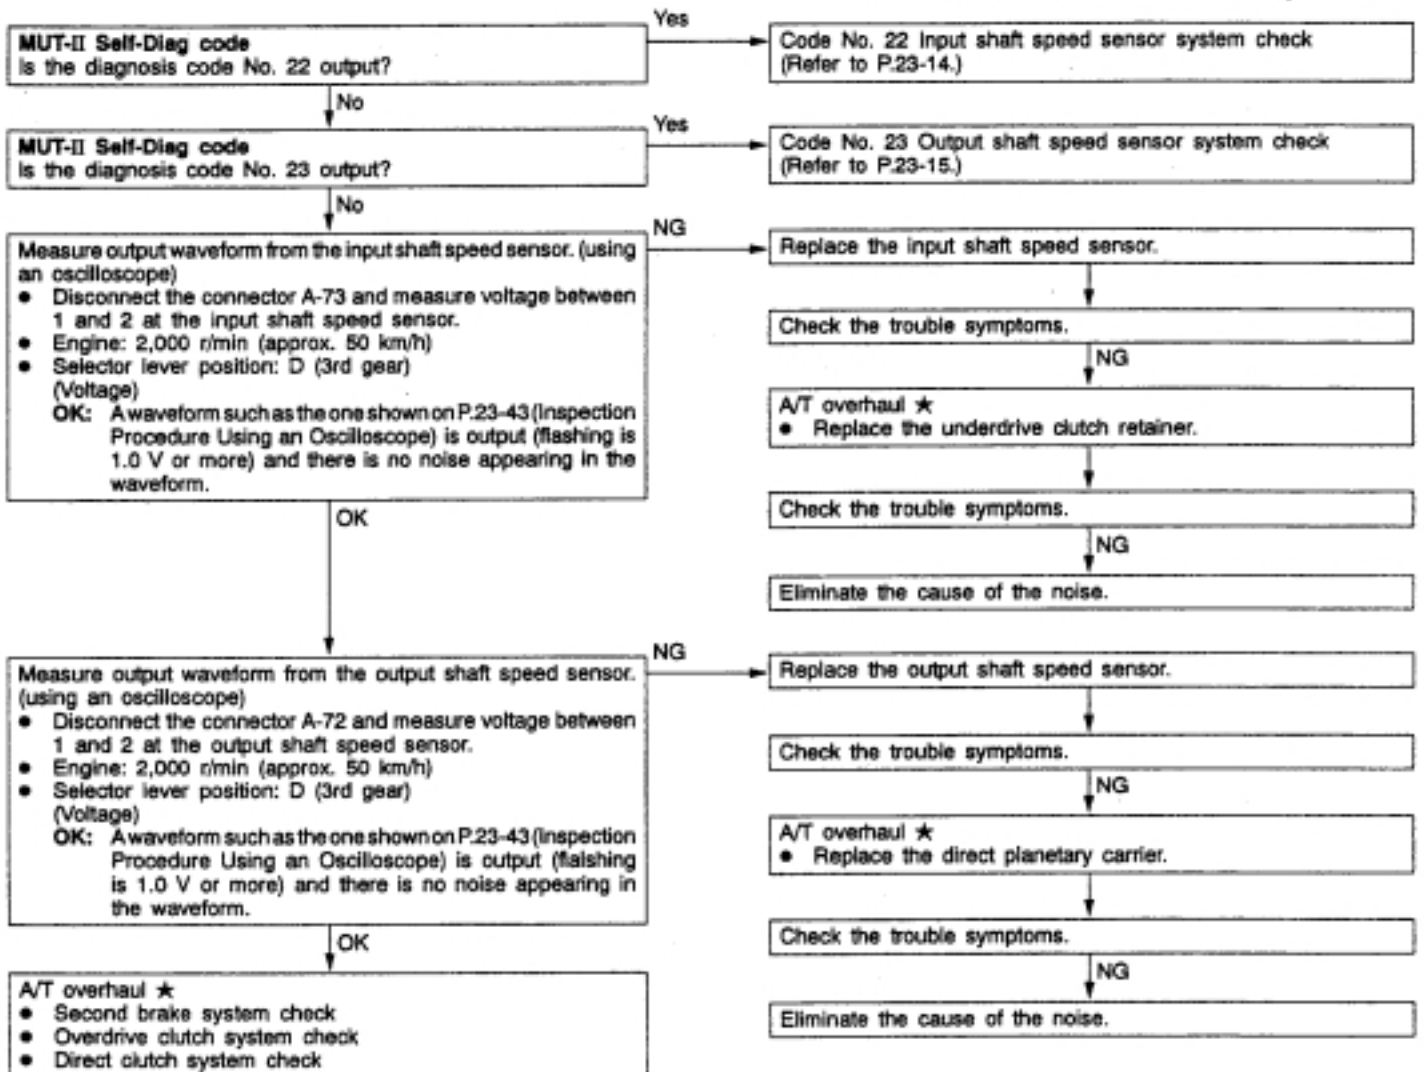 MUT-II Self-Diag code
Is the diagnosis code No. 22 output?
Yes
Code No. 22 Input shaft speed sensor system check
(Refer to P.23-14.)
No
MUT-II Self-Diag code
Is the diagnosis code No. 23 output?
Yes
Code No. 23 Output shaft speed sensor system check
(Refer to P.23-15.)
No
Measure output waveform from the input shaft speed sensor. (using
an oscilloscope)
● Disconnect the connector A-73 and measure voltage between
1 and 2 at the input shaft speed sensor.
● Engine: 2,000 r/min (approx. 50 km/h)
● Selector lever position: D (3rd gear)
(Voltage)
OK: A waveform such as the one shown on P.23-43 (Inspection
Procedure Using an Oscilloscope) is output (flashing is
1.0 V or more) and there is no noise appearing in the
waveform.
NG
Replace the input shaft speed sensor.
Check the trouble symptoms.
NG
A/T overhaul ★
● Replace the underdrive clutch retainer.
Check the trouble symptoms.
NG
Eliminate the cause of the noise.
OK
Measure output waveform from the output shaft speed sensor.
(using an oscilloscope)
● Disconnect the connector A-72 and measure voltage between
1 and 2 at the output shaft speed sensor.
● Engine: 2,000 r/min (approx. 50 km/h)
● Selector lever position: D (3rd gear)
(Voltage)
OK: A waveform such as the one shown on P.23-43 (Inspection
Procedure Using an Oscilloscope) is output (flalshing
is 1.0 V or more) and there is no noise appearing in
the waveform.
NG
Replace the output shaft speed sensor.
Check the trouble symptoms.
NG
A/T overhaul ★
● Replace the direct planetary carrier.
Check the trouble symptoms.
NG
Eliminate the cause of the noise.
OK
A/T overhaul ★
● Second brake system check
● Overdrive clutch system check
● Direct clutch system check